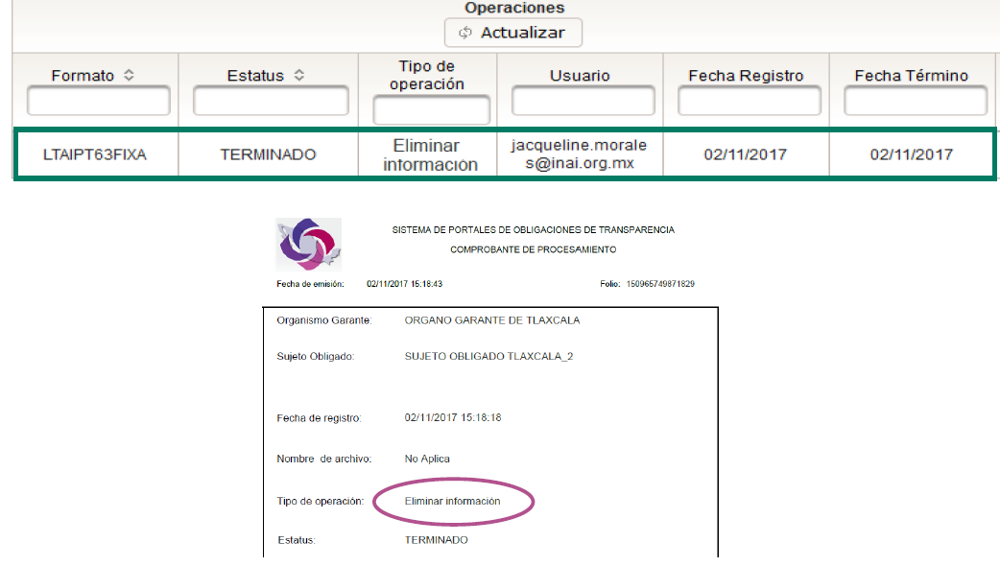 Operaciones
Actualizar
Formato Estatus Tipo de operación Usuario Fecha Registro Fecha Término
LTAIPT63FIXA TERMINADO Eliminar información jacqueline.morales@inai.org.mx 02/11/2017 02/11/2017
SISTEMA DE PORTALES DE OBLIGACIONES DE TRANSPARENCIA
COMPROBANTE DE PROCESAMIENTO
Fecha de emisión: 02/11/2017 15:18:43 Folio: 150965749871829
Organismo Garante: ORGANO GARANTE DE TLAXCALA
Sujeto Obligado: SUJETO OBLIGADO TLAXCALA_2
Fecha de registro: 02/11/2017 15:18:18
Nombre de archivo: No Aplica
Tipo de operación: Eliminar información
Estatus: TERMINADO